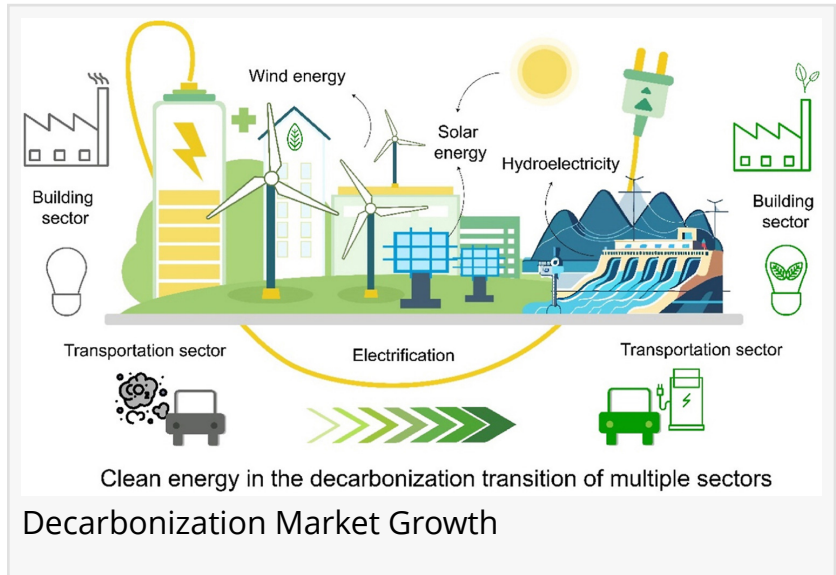 Wind energy
Solar
energy
Hydroelectricity
Building
sector
Building
sector
Transportation sector
Electrification
Transportation sector
CO2
Clean energy in the decarbonization transition of multiple sectors
Decarbonization Market Growth